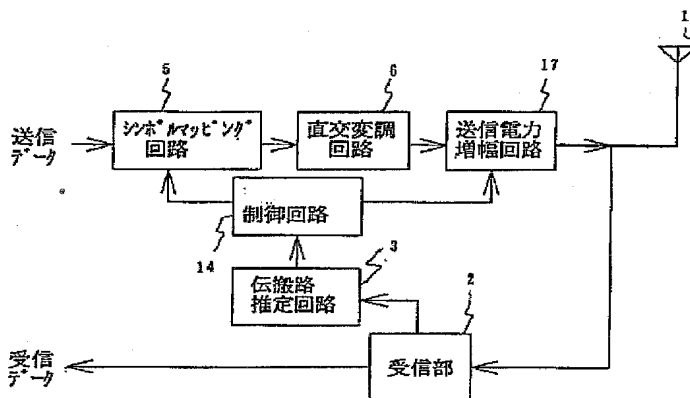 1
5
6
17
送信
データ
シンボルマッピング
回路
直交変調
回路
送信電力
増幅回路
制御回路
14
3
伝搬路
推定回路
2
受信
データ
受信部